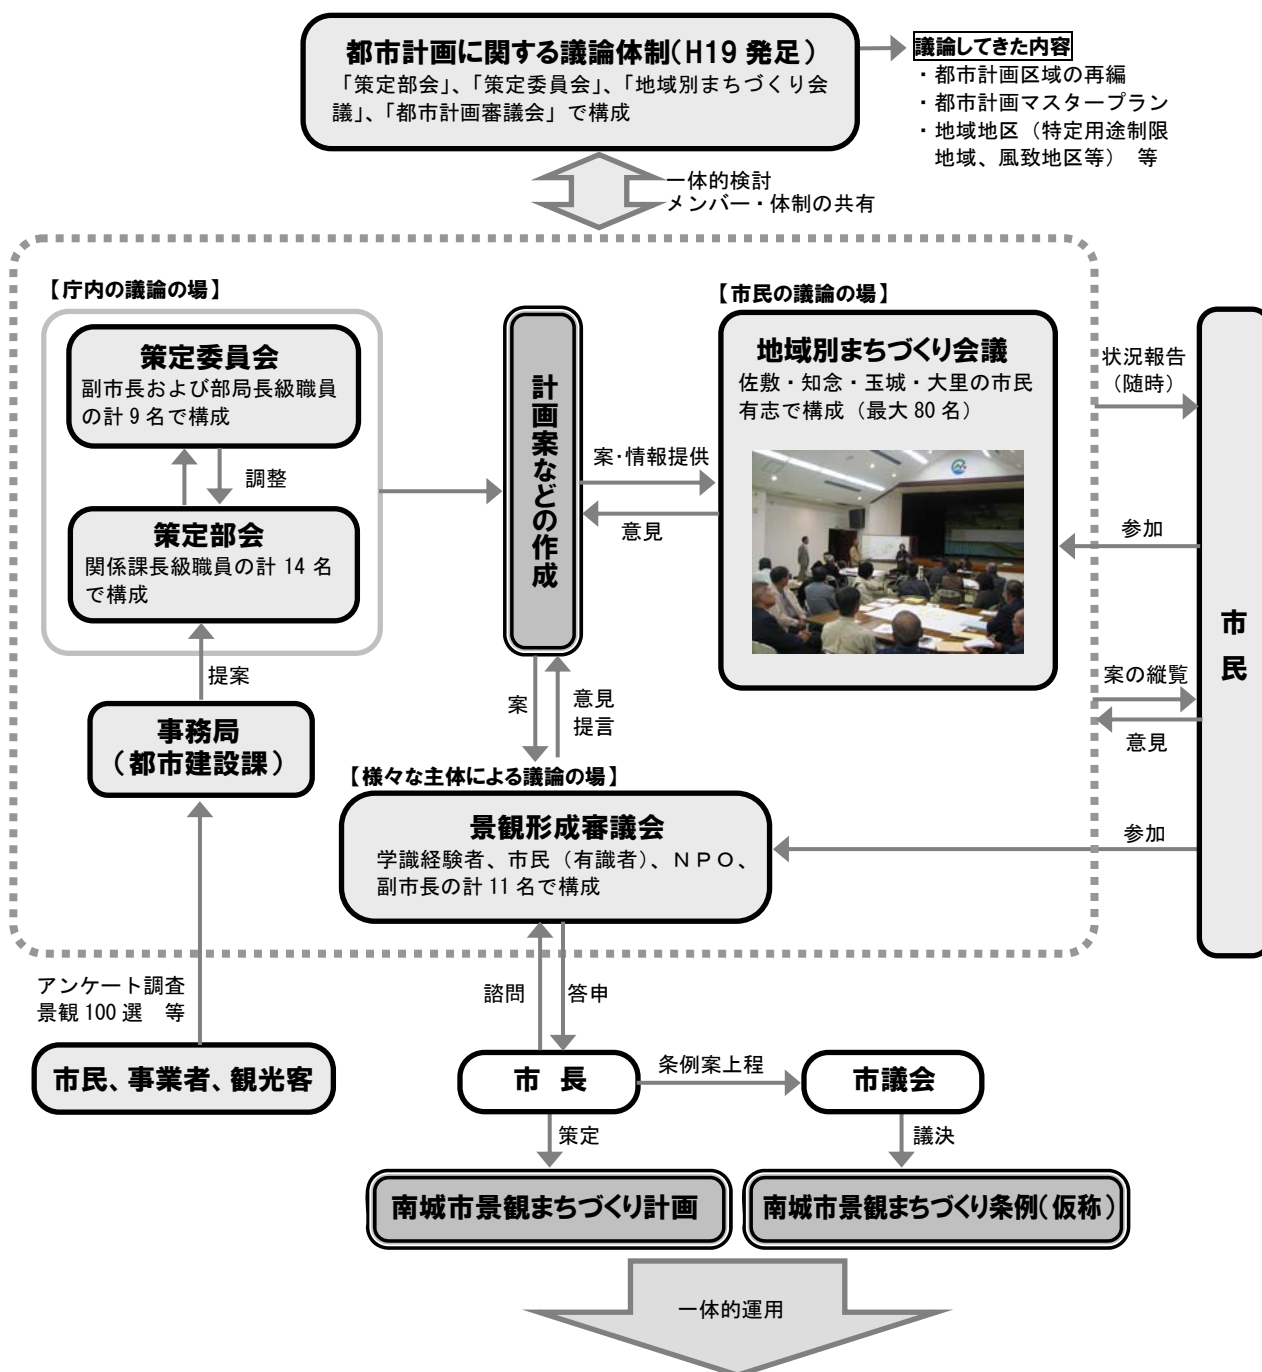 都市計画に関する議論体制(H19 発足)
「策定部会」、「策定委員会」、「地域別まちづくり会
議」、「都市計画審議会」で構成
議論してきた内容
・都市計画区域の再編
・都市計画マスタープラン
・地域地区（特定用途制限
地域、風致地区等） 等
一体的検討
メンバー・体制の共有
【庁内の議論の場】
策定委員会
副市長および部局長級職員
の計 9 名で構成
調整
策定部会
関係課長級職員の計 14 名
で構成
提案
事務局
（都市建設課）
計画案などの作成
案・情報提供
意見
【市民の議論の場】
地域別まちづくり会議
佐敷・知念・玉城・大里の市民
有志で構成（最大 80 名）
案
意見
提言
【様々な主体による議論の場】
景観形成審議会
学識経験者、市民（有識者）、ＮＰＯ、
副市長の計 11 名で構成
状況報告
（随時）
参加
案の縦覧
意見
参加
市民
アンケート調査
景観 100 選　等
市民、事業者、観光客
諮問
答申
市 長
条例案上程
市議会
策定
議決
南城市景観まちづくり計画
南城市景観まちづくり条例(仮称)
一体的運用